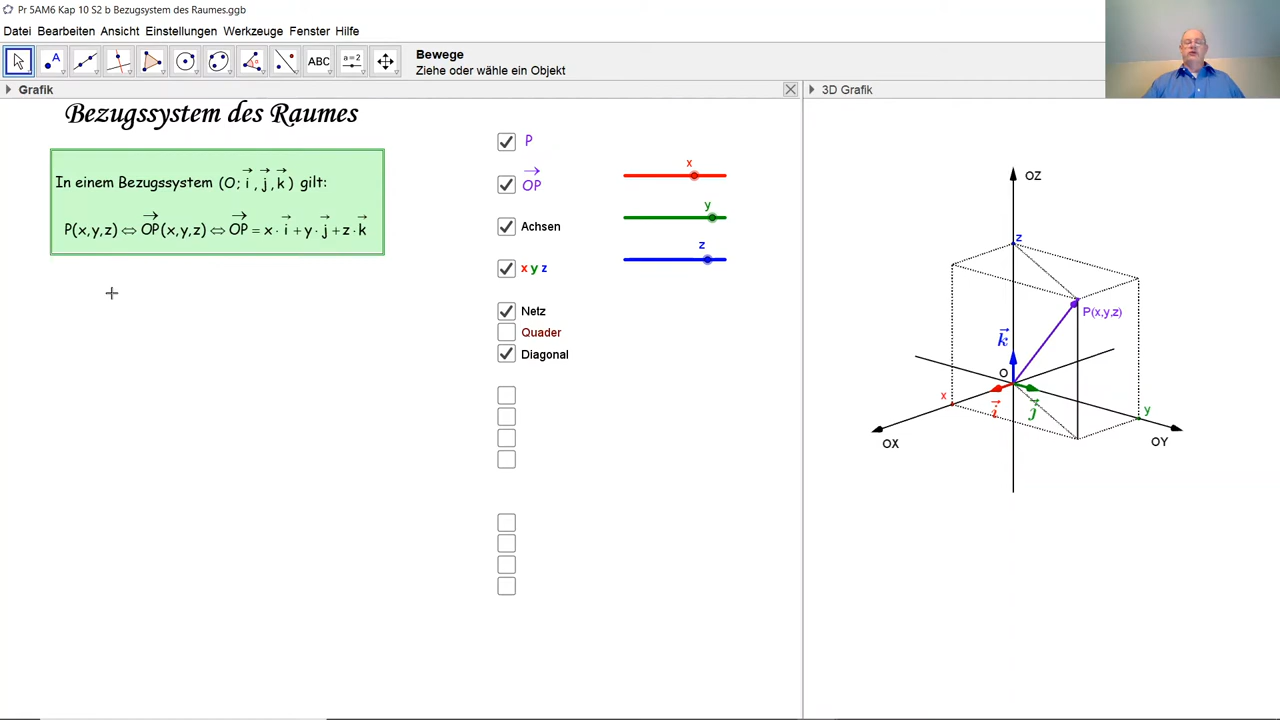 Pr 5AM6 Kap 10 S2 b Bezugsystem des Raumes.ggb
Datei Bearbeiten Ansicht Einstellungen Werkzeuge Fenster Hilfe
A ABC a=2
Bewege
Ziehe oder wähle ein Objekt
Grafik
3D Grafik
Bezugssystem des Raumes
In einem Bezugssystem (O; i⃗, j⃗, k⃗) gilt:
P(x,y,z) ⇔ OP⃗(x,y,z) ⇔ OP⃗ = x · i⃗ + y · j⃗ + z · k⃗
P
OP⃗
Achsen
x y z
Netz
Quader
Diagonal
x
y
z
OZ
z
P(x,y,z)
k⃗
O
x
i⃗
j⃗
y
OX
OY